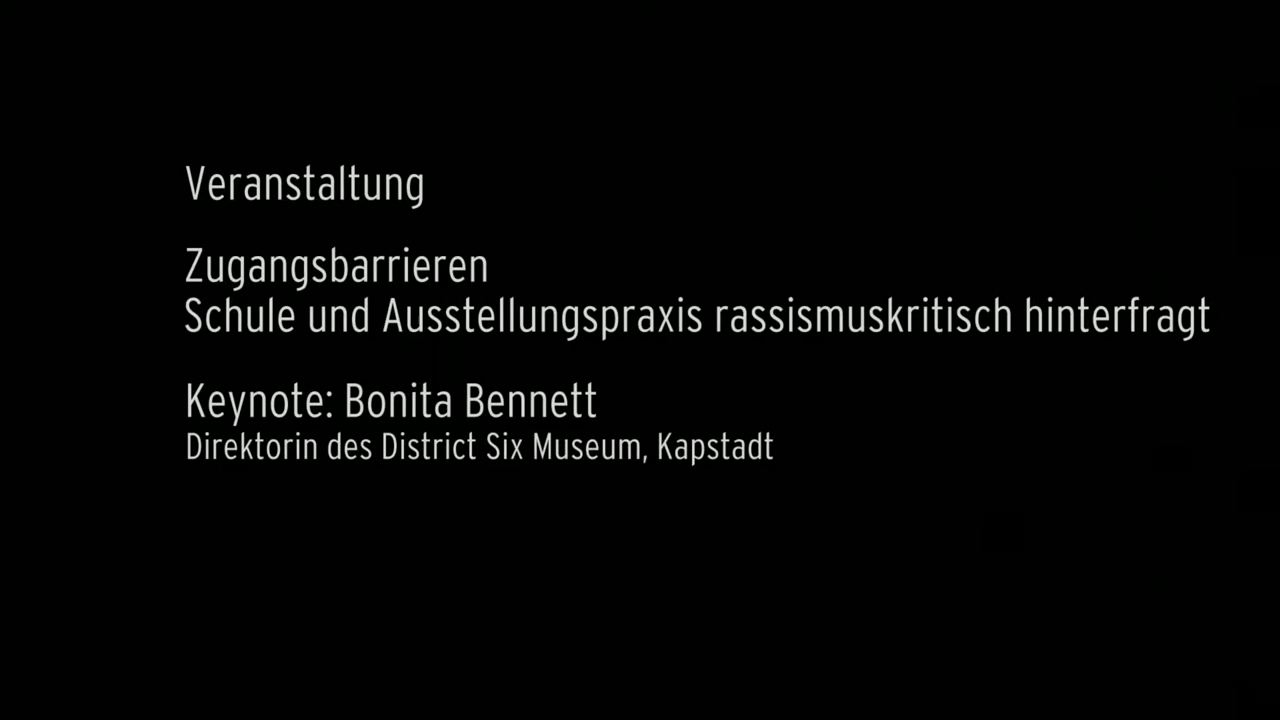 Veranstaltung
Zugangsbarrieren
Schule und Ausstellungspraxis rassismuskritisch hinterfragt
Keynote: Bonita Bennett
Direktorin des District Six Museum, Kapstadt